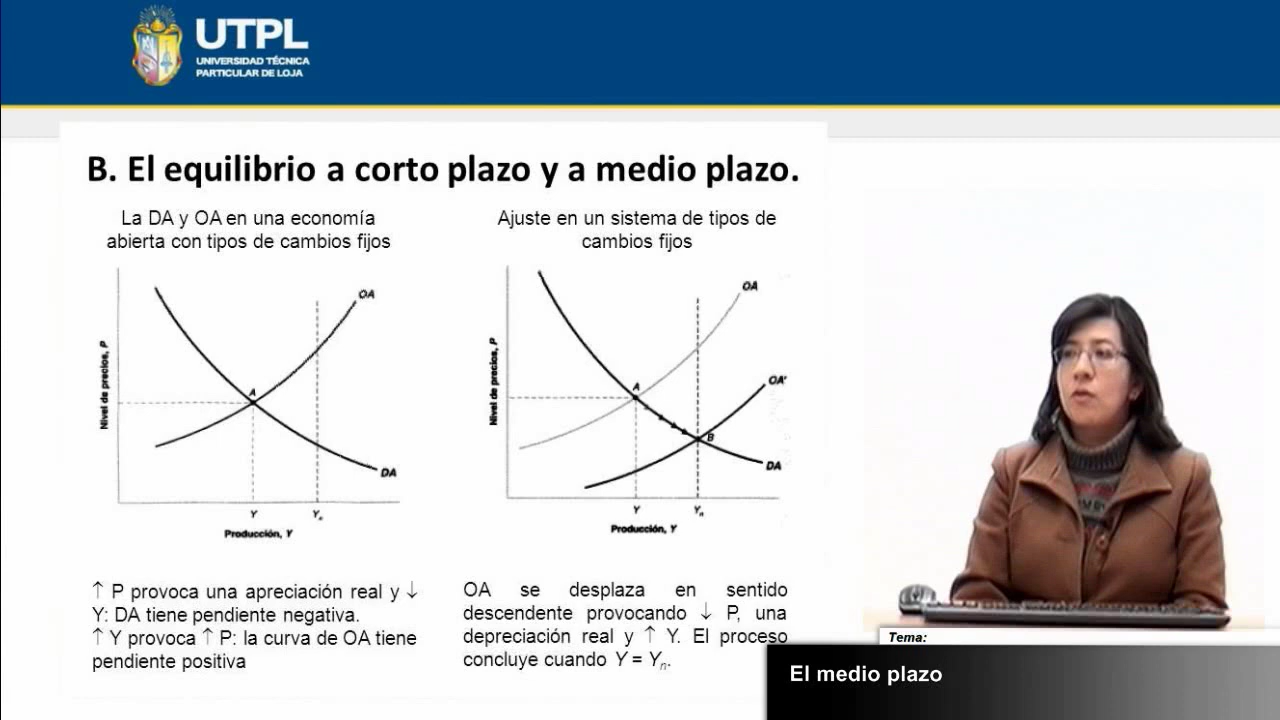 UTPL
UNIVERSIDAD TÉCNICA
PARTICULAR DE LOJA
B. El equilibrio a corto plazo y a medio plazo.
La DA y OA en una economía
abierta con tipos de cambios fijos
Nivel de precios, P
OA
A
DA
Y
Yn
Producción, Y
↑ P provoca una apreciación real y ↓
Y: DA tiene pendiente negativa.
↑ Y provoca ↑ P: la curva de OA tiene
pendiente positiva
Ajuste en un sistema de tipos de
cambios fijos
Nivel de precios, P
OA
A
OA'
B
DA
Y
Yn
Producción, Y
OA se desplaza en sentido
descendente provocando ↓ P, una
depreciación real y ↑ Y. El proceso
concluye cuando Y = Yn.
Tema:
El medio plazo